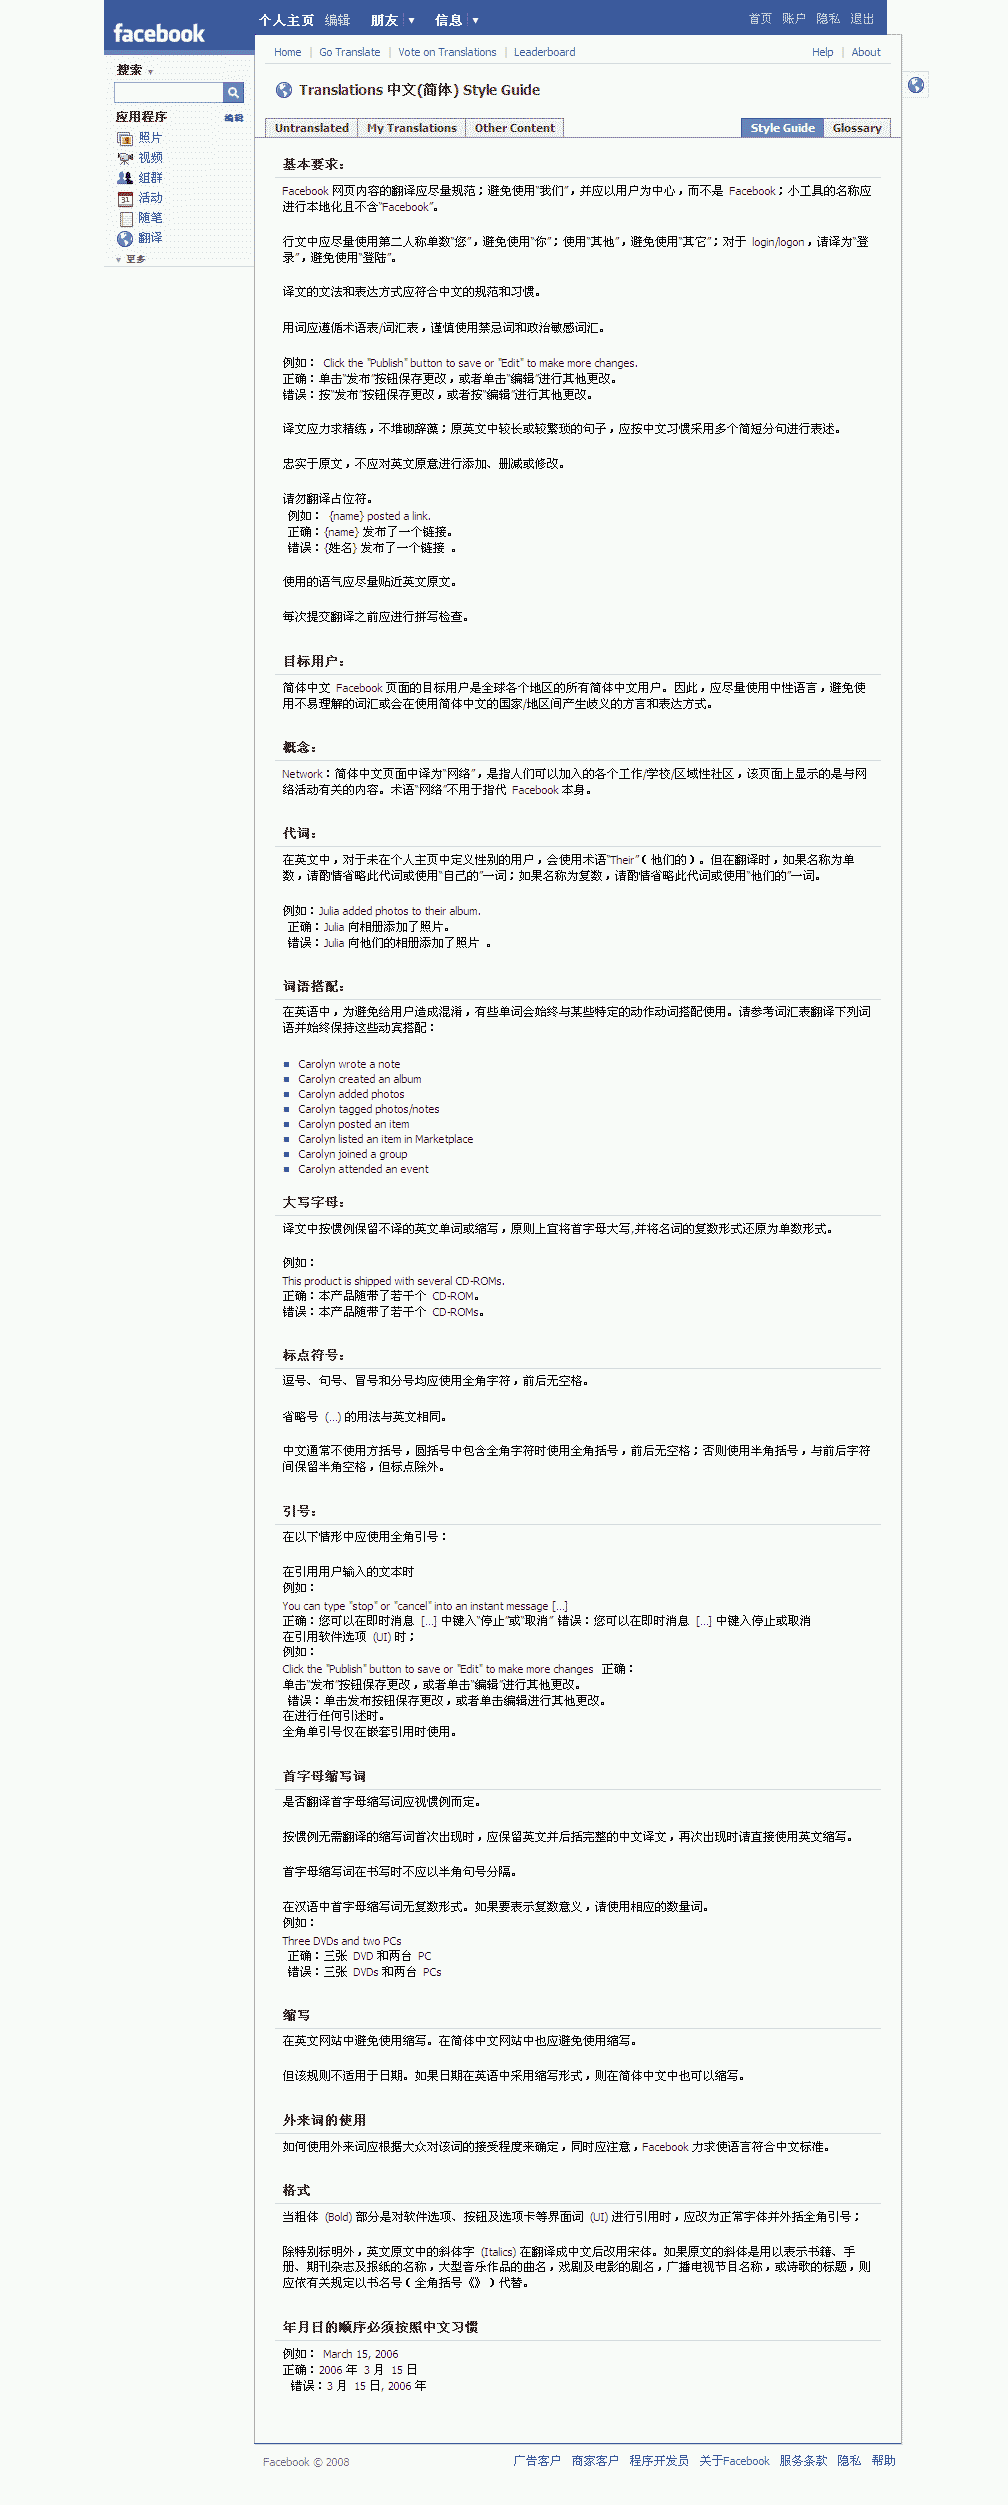 facebook
个人主页 编辑 朋友 信息
首页 账户 隐私 退出
搜索
应用程序 编辑
照片
视频
组群
活动
31
随笔
翻译
更多
Home | Go Translate | Vote on Translations | Leaderboard
Help | About
Translations 中文(简体) Style Guide
Untranslated My Translations Other Content
Style Guide Glossary
基本要求：
Facebook 网页内容的翻译应尽量规范；避免使用“我们”，并应以用户为中心，而不是 Facebook；小工具的名称应
进行本地化且不含“Facebook”。
行文中应尽量使用第二人称单数“您”，避免使用“你”；使用“其他”，避免使用“其它”；对于 login/logon，请译为“登
录”，避免使用“登陆”。
译文的文法和表达方式应符合中文的规范和习惯。
用词应遵循术语表/词汇表，谨慎使用禁忌词和政治敏感词汇。
例如： Click the "Publish" button to save or "Edit" to make more changes.
正确：单击“发布”按钮保存更改，或者单击“编辑”进行其他更改。
错误：按“发布”按钮保存更改，或者按“编辑”进行其他更改。
译文应力求精练，不堆砌辞藻；原英文中较长或较繁琐的句子，应按中文习惯采用多个简短分句进行表述。
忠实于原文，不应对英文原意进行添加、删减或修改。
请勿翻译占位符。
例如： {name} posted a link.
正确：{name} 发布了一个链接。
错误：{姓名} 发布了一个链接 。
使用的语气应尽量贴近英文原文。
每次提交翻译之前应进行拼写检查。
目标用户：
简体中文 Facebook 页面的目标用户是全球各个地区的所有简体中文用户。因此，应尽量使用中性语言，避免使
用不易理解的词汇或会在使用简体中文的国家/地区间产生歧义的方言和表达方式。
概念：
Network：简体中文页面中译为“网络”，是指人们可以加入的各个工作/学校/区域性社区，该页面上显示的是与网
络活动有关的内容。术语“网络”不用于指代 Facebook 本身。
代词：
在英文中，对于未在个人主页中定义性别的用户，会使用术语“Their”（他们的）。但在翻译时，如果名称为单
数，请酌情省略此代词或使用“自己的”一词；如果名称为复数，请酌情省略此代词或使用“他们的”一词。
例如：Julia added photos to their album.
正确：Julia 向相册添加了照片。
错误：Julia 向他们的相册添加了照片 。
词语搭配：
在英语中，为避免给用户造成混淆，有些单词会始终与某些特定的动作动词搭配使用。请参考词汇表翻译下列词
语并始终保持这些动宾搭配：
Carolyn wrote a note
Carolyn created an album
Carolyn added photos
Carolyn tagged photos/notes
Carolyn posted an item
Carolyn listed an item in Marketplace
Carolyn joined a group
Carolyn attended an event
大写字母：
译文中按惯例保留不译的英文单词或缩写，原则上宜将首字母大写,并将名词的复数形式还原为单数形式。
例如：
This product is shipped with several CD-ROMs.
正确：本产品随带了若干个 CD-ROM。
错误：本产品随带了若干个 CD-ROMs。
标点符号：
逗号、句号、冒号和分号均应使用全角字符，前后无空格。
省略号 (...) 的用法与英文相同。
中文通常不使用方括号，圆括号中包含全角字符时使用全角括号，前后无空格；否则使用半角括号，与前后字符
间保留半角空格，但标点除外。
引号：
在以下情形中应使用全角引号：
在引用用户输入的文本时
例如：
You can type "stop" or "cancel" into an instant message [...]
正确：您可以在即时消息 [...] 中键入“停止”或“取消” 错误：您可以在即时消息 [...] 中键入停止或取消
在引用软件选项 (UI) 时；
例如：
Click the "Publish" button to save or "Edit" to make more changes 正确：
单击“发布”按钮保存更改，或者单击“编辑”进行其他更改。
错误：单击发布按钮保存更改，或者单击编辑进行其他更改。
在进行任何引述时。
全角单引号仅在嵌套引用时使用。
首字母缩写词
是否翻译首字母缩写词应视惯例而定。
按惯例无需翻译的缩写词首次出现时，应保留英文并后括完整的中文译文，再次出现时请直接使用英文缩写。
首字母缩写词在书写时不应以半角句号分隔。
在汉语中首字母缩写词无复数形式。如果要表示复数意义，请使用相应的数量词。
例如：
Three DVDs and two PCs
正确：三张 DVD 和两台 PC
错误：三张 DVDs 和两台 PCs
缩写
在英文网站中避免使用缩写。在简体中文网站中也应避免使用缩写。
但该规则不适用于日期。如果日期在英语中采用缩写形式，则在简体中文中也可以缩写。
外来词的使用
如何使用外来词应根据大众对该词的接受程度来确定，同时应注意，Facebook 力求使语言符合中文标准。
格式
当粗体 (Bold) 部分是对软件选项、按钮及选项卡等界面词 (UI) 进行引用时，应改为正常字体并外括全角引号；
除特别标明外，英文原文中的斜体字 (Italics) 在翻译成中文后改用宋体。如果原文的斜体是用以表示书籍、手
册、期刊杂志及报纸的名称，大型音乐作品的曲名，戏剧及电影的剧名，广播电视节目名称，或诗歌的标题，则
应依有关规定以书名号（全角括号《》）代替。
年月日的顺序必须按照中文习惯
例如： March 15, 2006
正确：2006 年 3 月 15 日
错误：3 月 15 日, 2006 年
Facebook © 2008
广告客户 商家客户 程序开发员 关于Facebook 服务条款 隐私 帮助